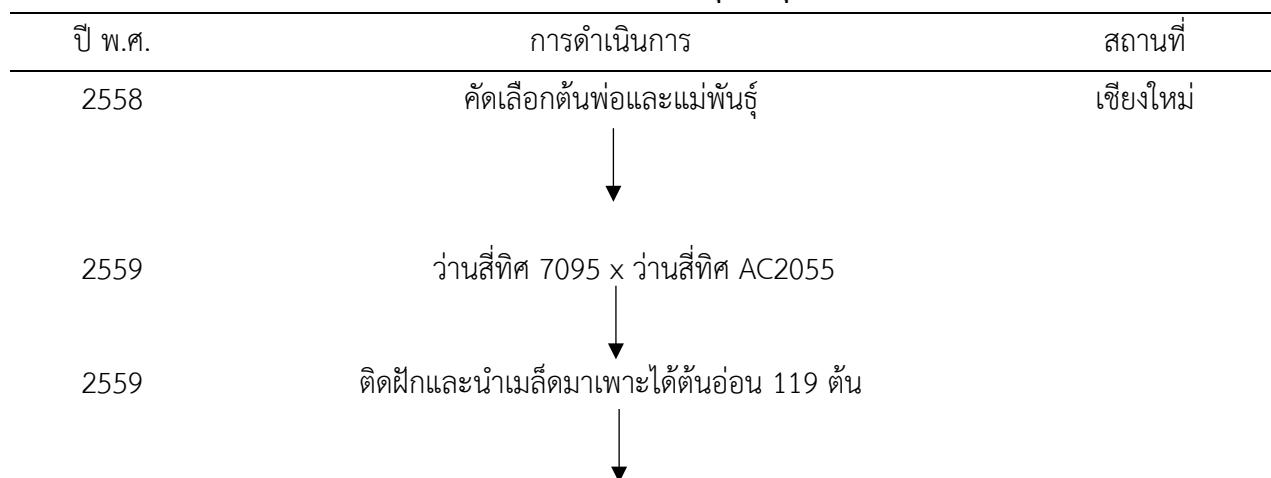 ปี พ.ศ. การดำเนินการ สถานที่
2558 คัดเลือกต้นพ่อและแม่พันธุ์ เชียงใหม่
2559 ว่านสี่ทิศ 7095 x ว่านสี่ทิศ AC2055
2559 ติดฝักและนำเมล็ดมาเพาะได้ต้นอ่อน 119 ต้น